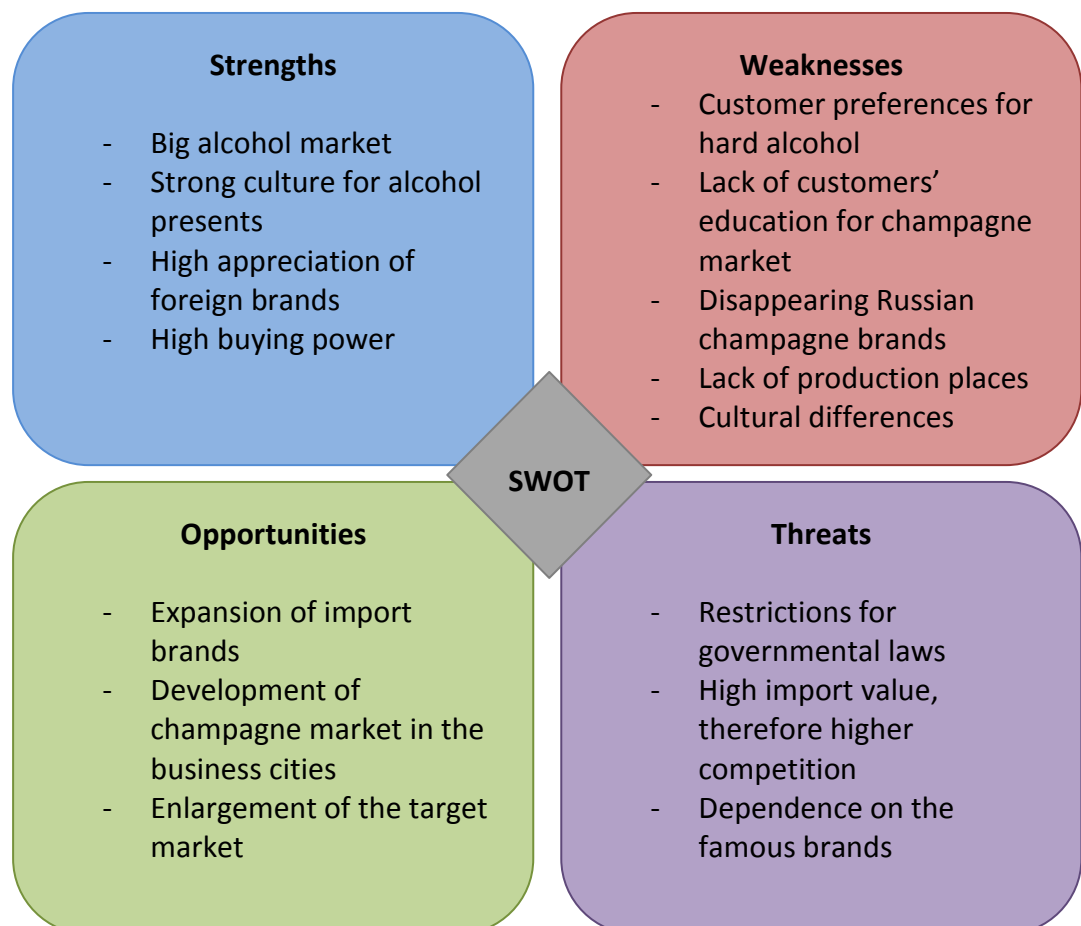 Strengths
- Big alcohol market
- Strong culture for alcohol
presents
- High appreciation of
foreign brands
- High buying power
Weaknesses
- Customer preferences for
hard alcohol
- Lack of customers’
education for champagne
market
- Disappearing Russian
champagne brands
- Lack of production places
- Cultural differences
SWOT
Opportunities
- Expansion of import
brands
- Development of
champagne market in the
business cities
- Enlargement of the target
market
Threats
- Restrictions for
governmental laws
- High import value,
therefore higher
competition
- Dependence on the
famous brands